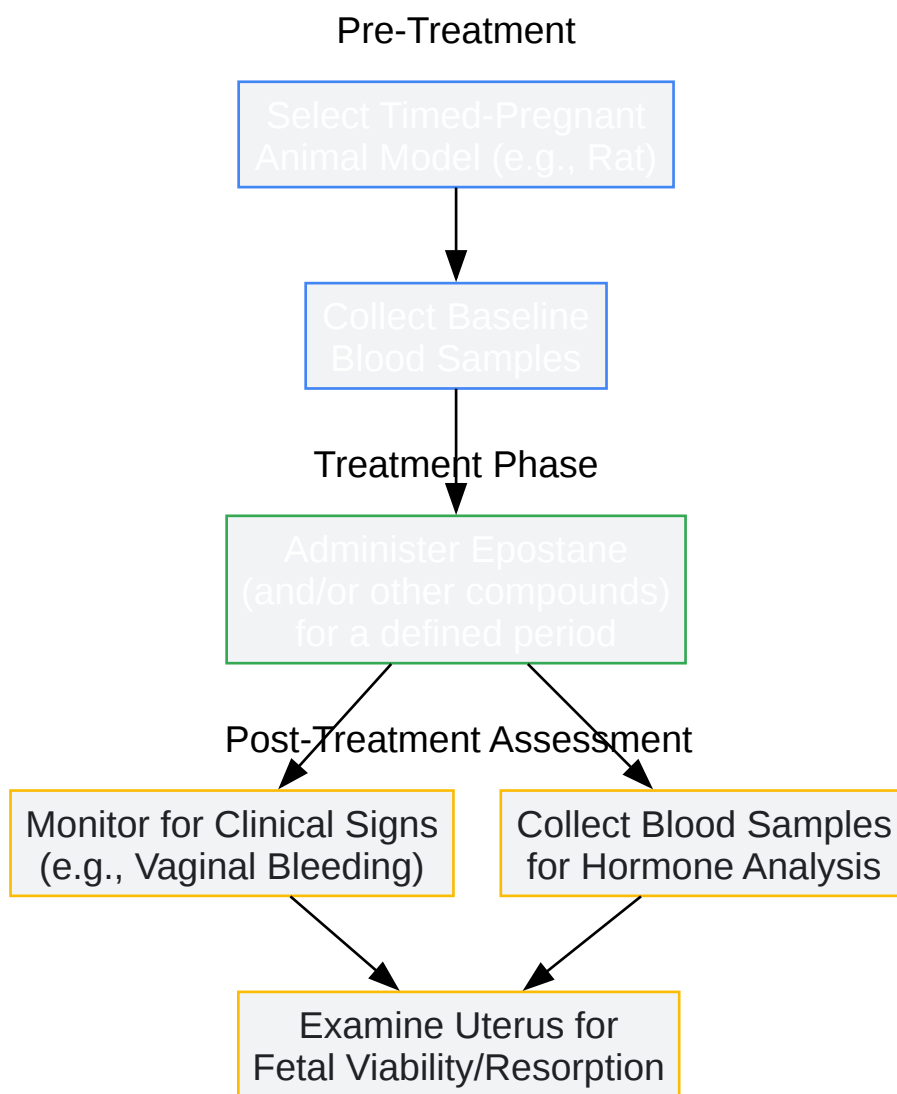 Pre-Treatment
Select Timed-Pregnant
Animal Model (e.g., Rat)
Collect Baseline
Blood Samples
Treatment Phase
Administer Epostane
(and/or other compounds)
for a defined period
Post-Treatment Assessment
Monitor for Clinical Signs
(e.g., Vaginal Bleeding)
Collect Blood Samples
for Hormone Analysis
Examine Uterus for
Fetal Viability/Resorption